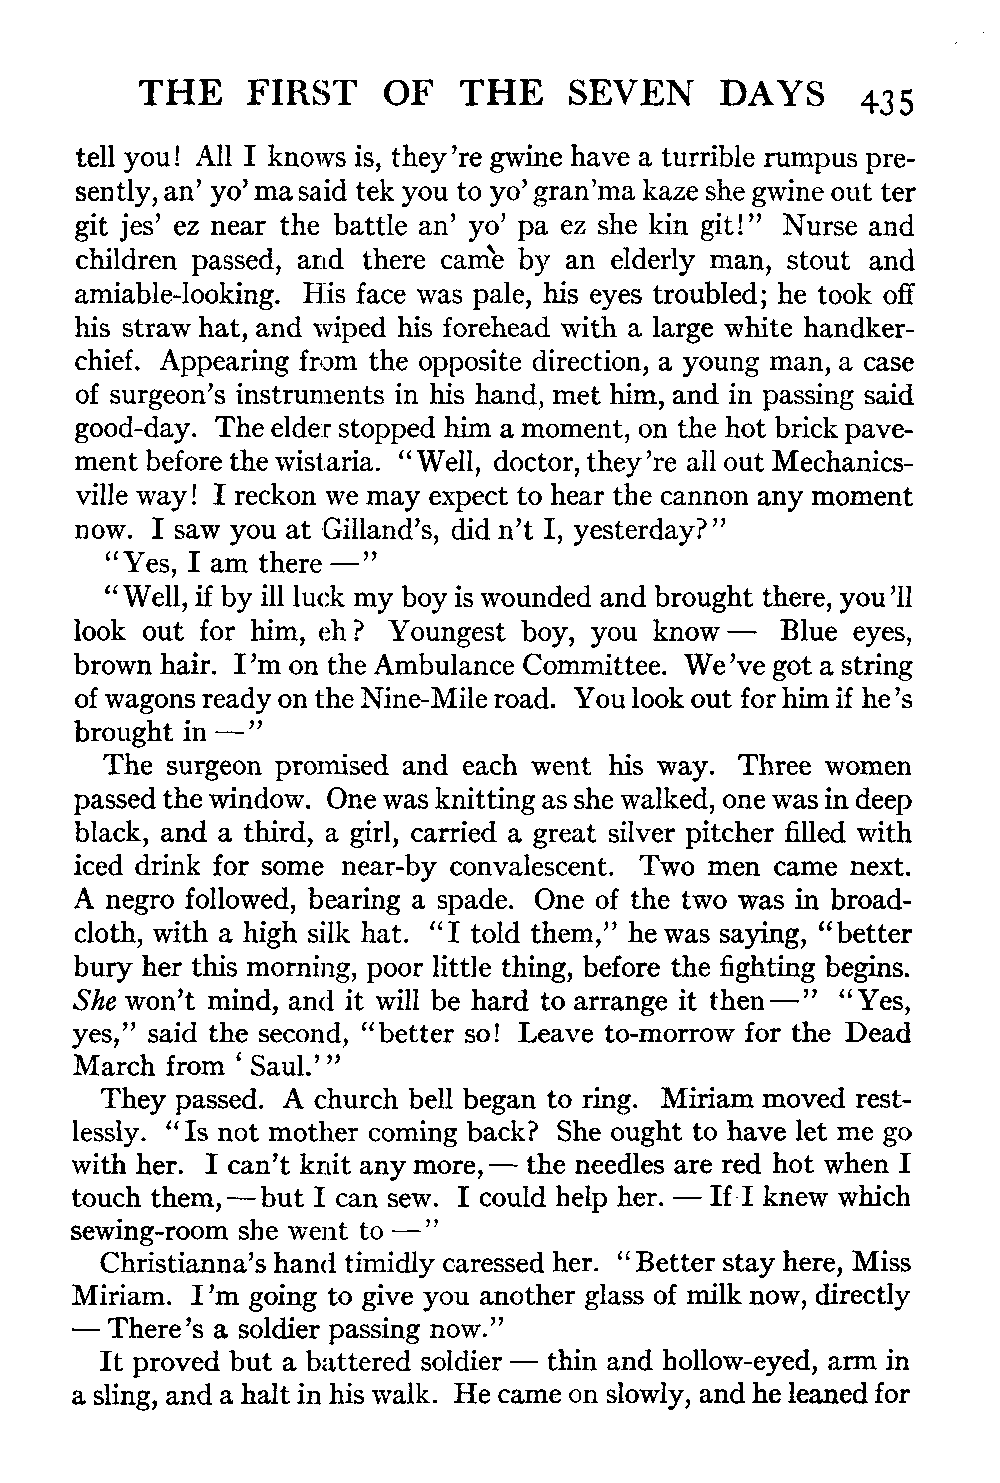 THE FIRST OF THE SEVEN DAYS 435
tell you! All I knows is, they're gwine have a turrible rumpus pre-
sently, an' yo' ma said tek you to yo' gran'ma kaze she gwine out ter
git jes' ez near the battle an' yo' pa ez she kin git!" Nurse and
children passed, and there came by an elderly man, stout and
amiable-looking. His face was pale, his eyes troubled; he took off
his straw hat, and wiped his forehead with a large white handker-
chief. Appearing from the opposite direction, a young man, a case
of surgeon's instruments in his hand, met him, and in passing said
good-day. The elder stopped him a moment, on the hot brick pave-
ment before the wistaria. "Well, doctor, they're all out Mechanics-
ville way! I reckon we may expect to hear the cannon any moment
now. I saw you at Gilland's, did n't I, yesterday?"
"Yes, I am there —"
"Well, if by ill luck my boy is wounded and brought there, you'll
look out for him, eh? Youngest boy, you know — Blue eyes,
brown hair. I'm on the Ambulance Committee. We've got a string
of wagons ready on the Nine-Mile road. You look out for him if he's
brought in —"
The surgeon promised and each went his way. Three women
passed the window. One was knitting as she walked, one was in deep
black, and a third, a girl, carried a great silver pitcher filled with
iced drink for some near-by convalescent. Two men came next.
A negro followed, bearing a spade. One of the two was in broad-
cloth, with a high silk hat. "I told them," he was saying, "better
bury her this morning, poor little thing, before the fighting begins.
She won't mind, and it will be hard to arrange it then —" "Yes,
yes," said the second, "better so! Leave to-morrow for the Dead
March from 'Saul.'"
They passed. A church bell began to ring. Miriam moved rest-
lessly. "Is not mother coming back? She ought to have let me go
with her. I can't knit any more, — the needles are red hot when I
touch them, — but I can sew. I could help her. — If I knew which
sewing-room she went to —"
Christianna's hand timidly caressed her. "Better stay here, Miss
Miriam. I'm going to give you another glass of milk now, directly
— There's a soldier passing now."
It proved but a battered soldier — thin and hollow-eyed, arm in
a sling, and a halt in his walk. He came on slowly, and he leaned for